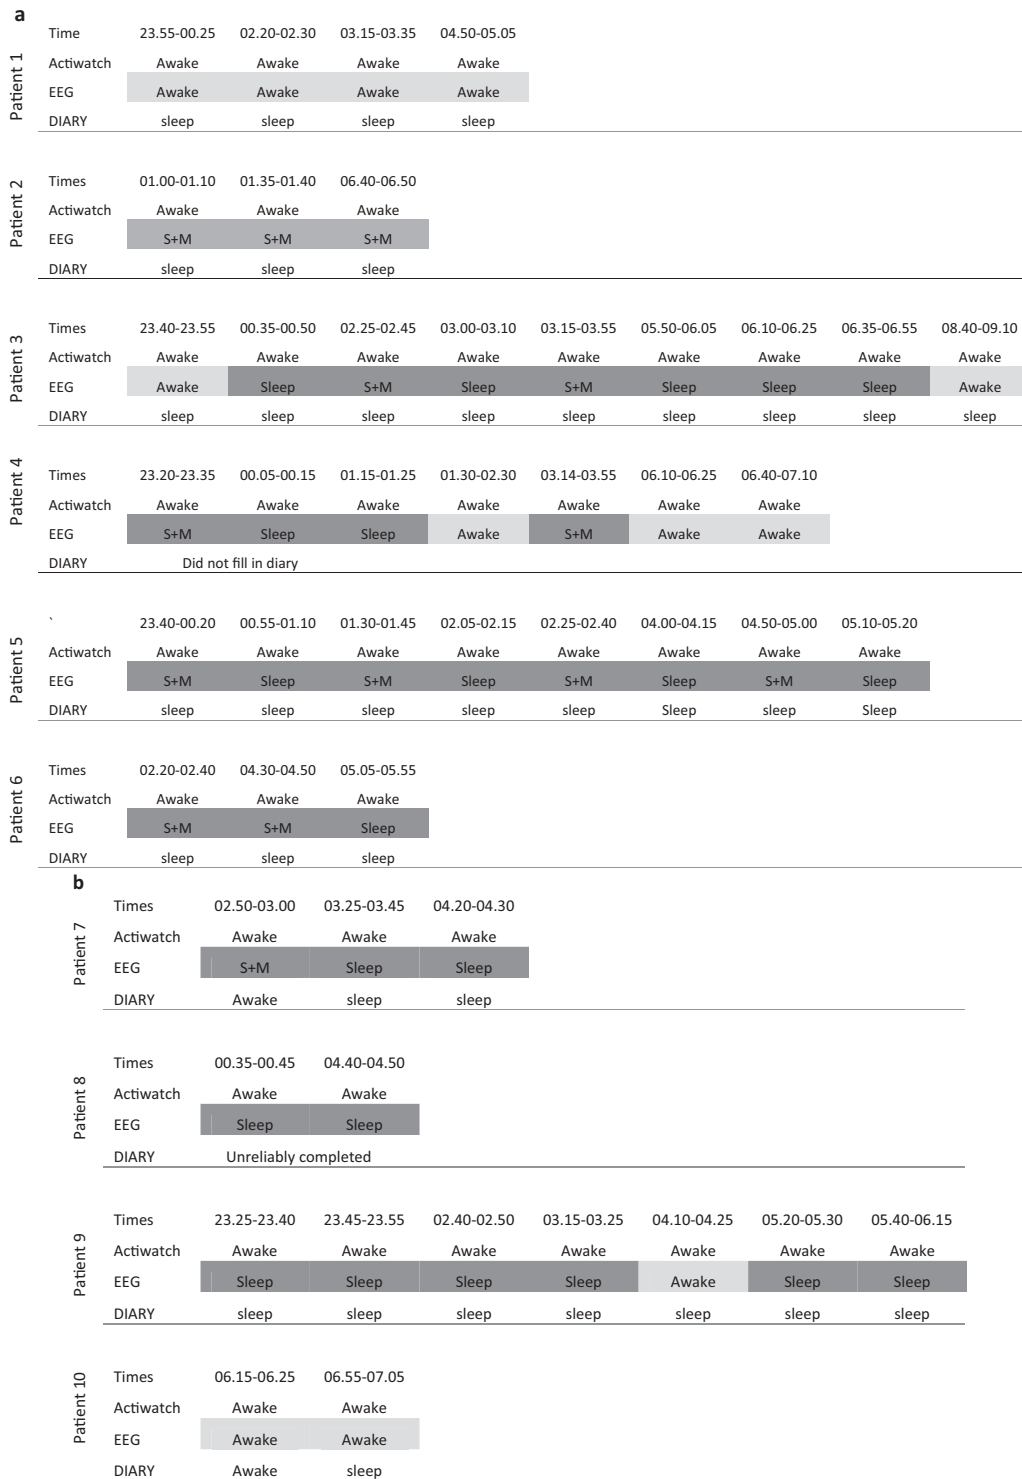 a
Patient 1
Time 23.55-00.25 02.20-02.30 03.15-03.35 04.50-05.05
Actiwatch Awake Awake Awake Awake
EEG Awake Awake Awake Awake
DIARY sleep sleep sleep sleep
Patient 2
Times 01.00-01.10 01.35-01.40 06.40-06.50
Actiwatch Awake Awake Awake
EEG S+M S+M S+M
DIARY sleep sleep sleep
Patient 3
Times 23.40-23.55 00.35-00.50 02.25-02.45 03.00-03.10 03.15-03.55 05.50-06.05 06.10-06.25 06.35-06.55 08.40-09.10
Actiwatch Awake Awake Awake Awake Awake Awake Awake Awake Awake
EEG Awake Sleep S+M Sleep S+M Sleep Sleep Sleep Awake
DIARY sleep sleep sleep sleep sleep sleep sleep sleep sleep
Patient 4
Times 23.20-23.35 00.05-00.15 01.15-01.25 01.30-02.30 03.14-03.55 06.10-06.25 06.40-07.10
Actiwatch Awake Awake Awake Awake Awake Awake Awake
EEG S+M Sleep Sleep Awake S+M Awake Awake
DIARY Did not fill in diary
Patient 5
` 23.40-00.20 00.55-01.10 01.30-01.45 02.05-02.15 02.25-02.40 04.00-04.15 04.50-05.00 05.10-05.20
Actiwatch Awake Awake Awake Awake Awake Awake Awake Awake
EEG S+M Sleep S+M Sleep S+M Sleep S+M Sleep
DIARY sleep sleep sleep sleep sleep Sleep sleep Sleep
Patient 6
Times 02.20-02.40 04.30-04.50 05.05-05.55
Actiwatch Awake Awake Awake
EEG S+M S+M Sleep
DIARY sleep sleep sleep
b
Patient 7
Times 02.50-03.00 03.25-03.45 04.20-04.30
Actiwatch Awake Awake Awake
EEG S+M Sleep Sleep
DIARY Awake sleep sleep
Patient 8
Times 00.35-00.45 04.40-04.50
Actiwatch Awake Awake
EEG Sleep Sleep
DIARY Unreliably completed
Patient 9
Times 23.25-23.40 23.45-23.55 02.40-02.50 03.15-03.25 04.10-04.25 05.20-05.30 05.40-06.15
Actiwatch Awake Awake Awake Awake Awake Awake Awake
EEG Sleep Sleep Sleep Sleep Awake Sleep Sleep
DIARY sleep sleep sleep sleep sleep sleep sleep
Patient 10
Times 06.15-06.25 06.55-07.05
Actiwatch Awake Awake
EEG Awake Awake
DIARY Awake sleep